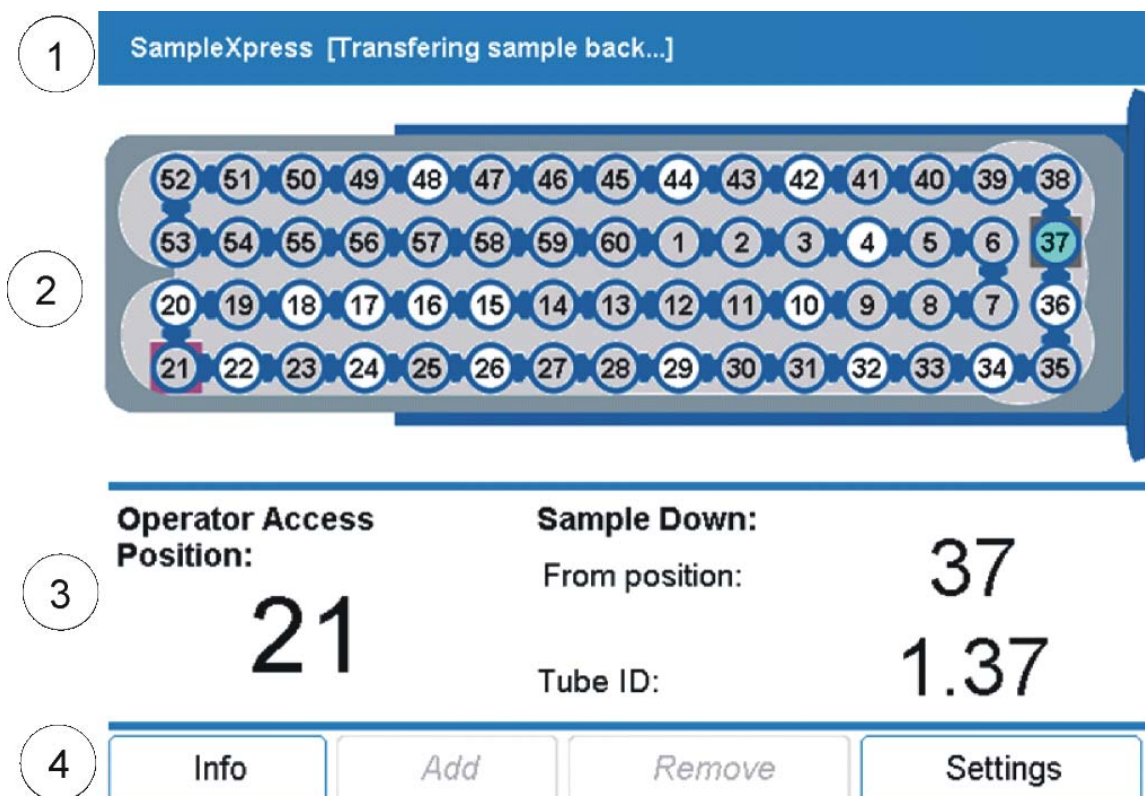 1
SampleXpress [Transfering sample back...]
2
52 51 50 49 48 47 46 45 44 43 42 41 40 39 38
53 54 55 56 57 58 59 60 1 2 3 4 5 6 37
20 19 18 17 16 15 14 13 12 11 10 9 8 7 36
21 22 23 24 25 26 27 28 29 30 31 32 33 34 35
3
Operator Access
Position:
21
Sample Down:
From position: 37
Tube ID: 1.37
4
Info Add Remove Settings